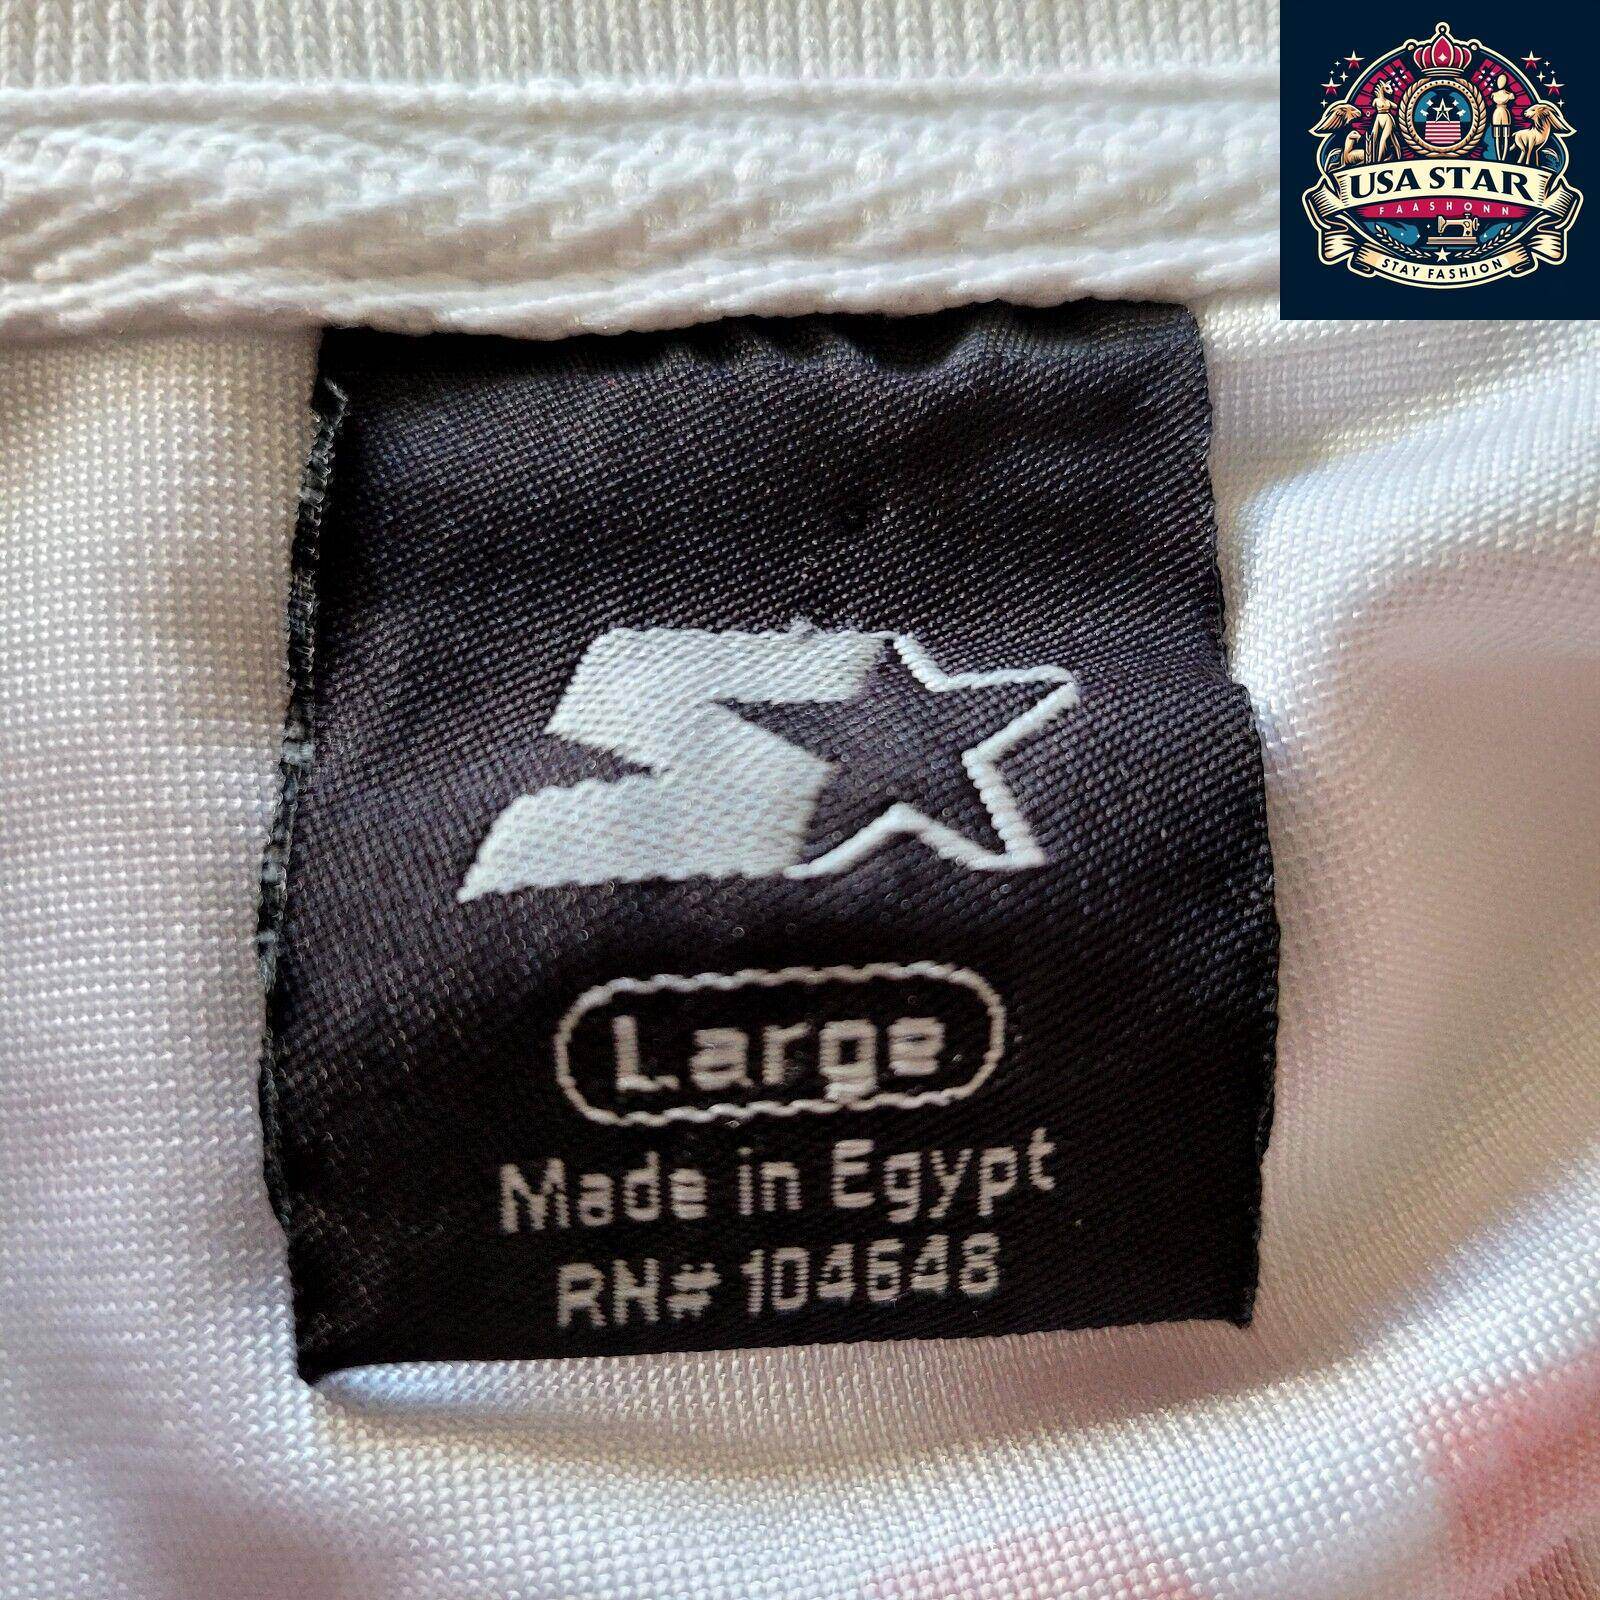 USA STAR
FAASHONN
STAY FASHION
Large
Made in Egypt
RN# 104648